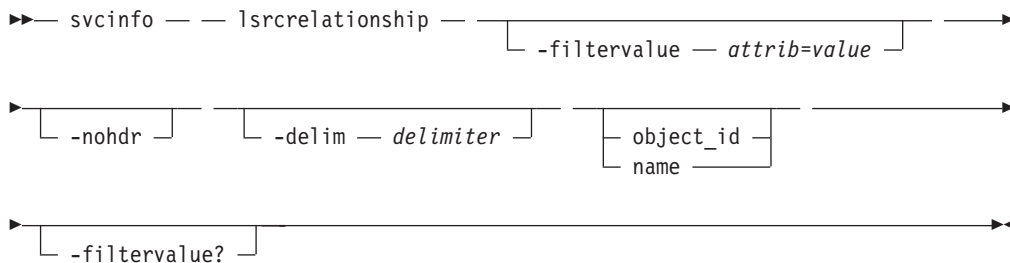 svcinfo lsrcrelationship
-filtervalue attrib=value
-nohdr -delim delimiter object_id
name
-filtervalue?